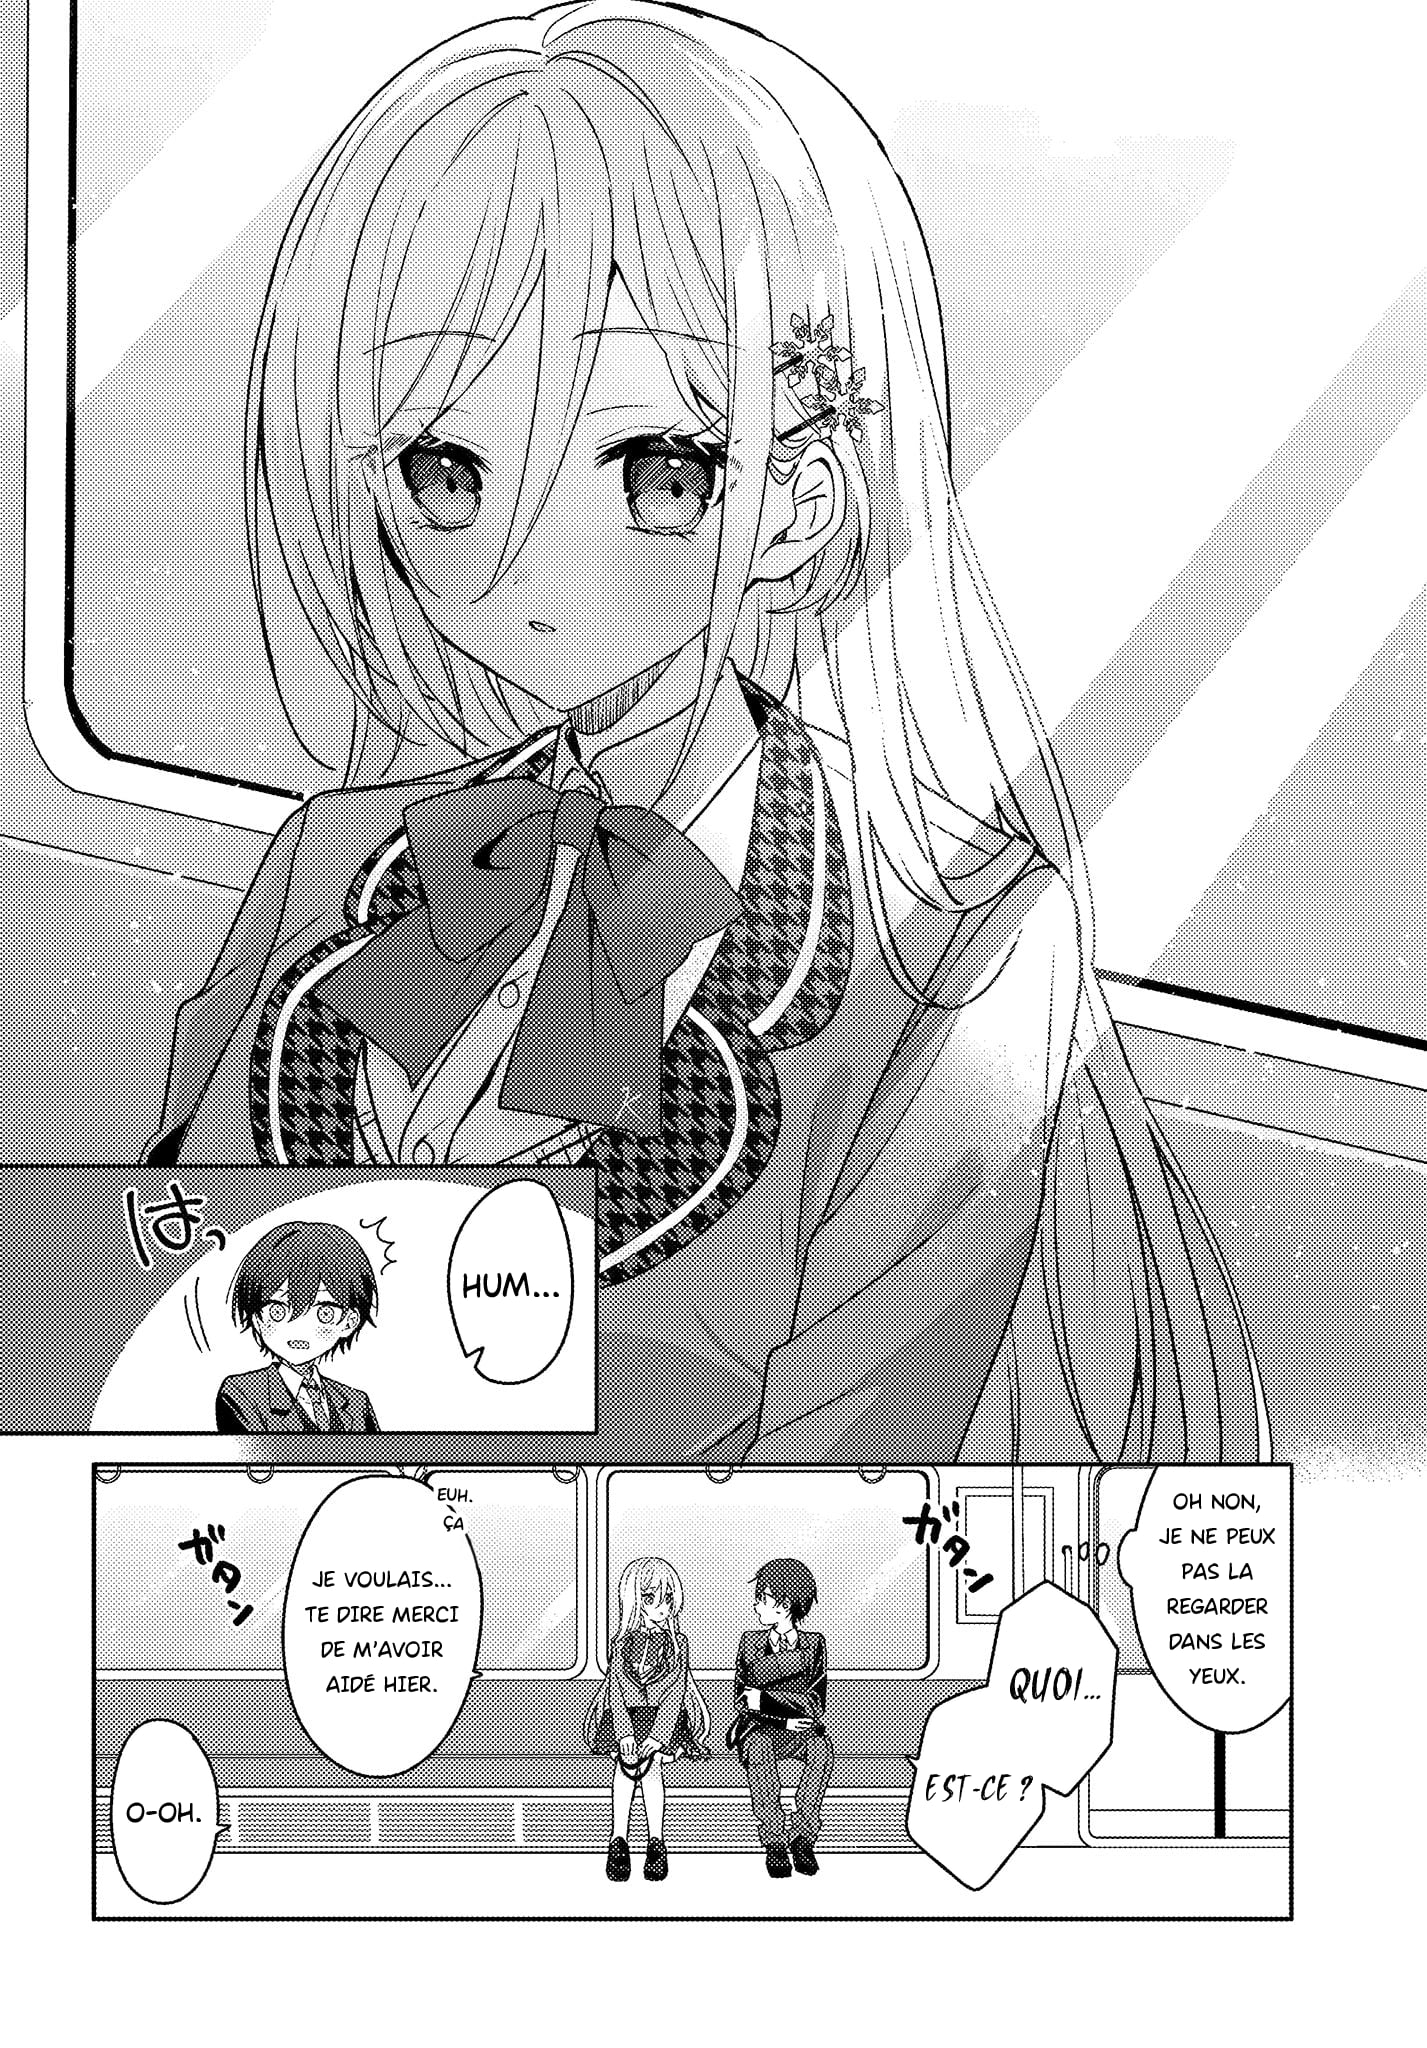 HUM...
はっ
OH NON,
JE NE PEUX
PAS LA
REGARDER
DANS LES
YEUX.
QUOI...
EST-CE ?
ガタン
EUH.
ÇA
JE VOULAIS...
TE DIRE MERCI
DE M'AVOIR
AIDÉ HIER.
ガタン
O-OH.